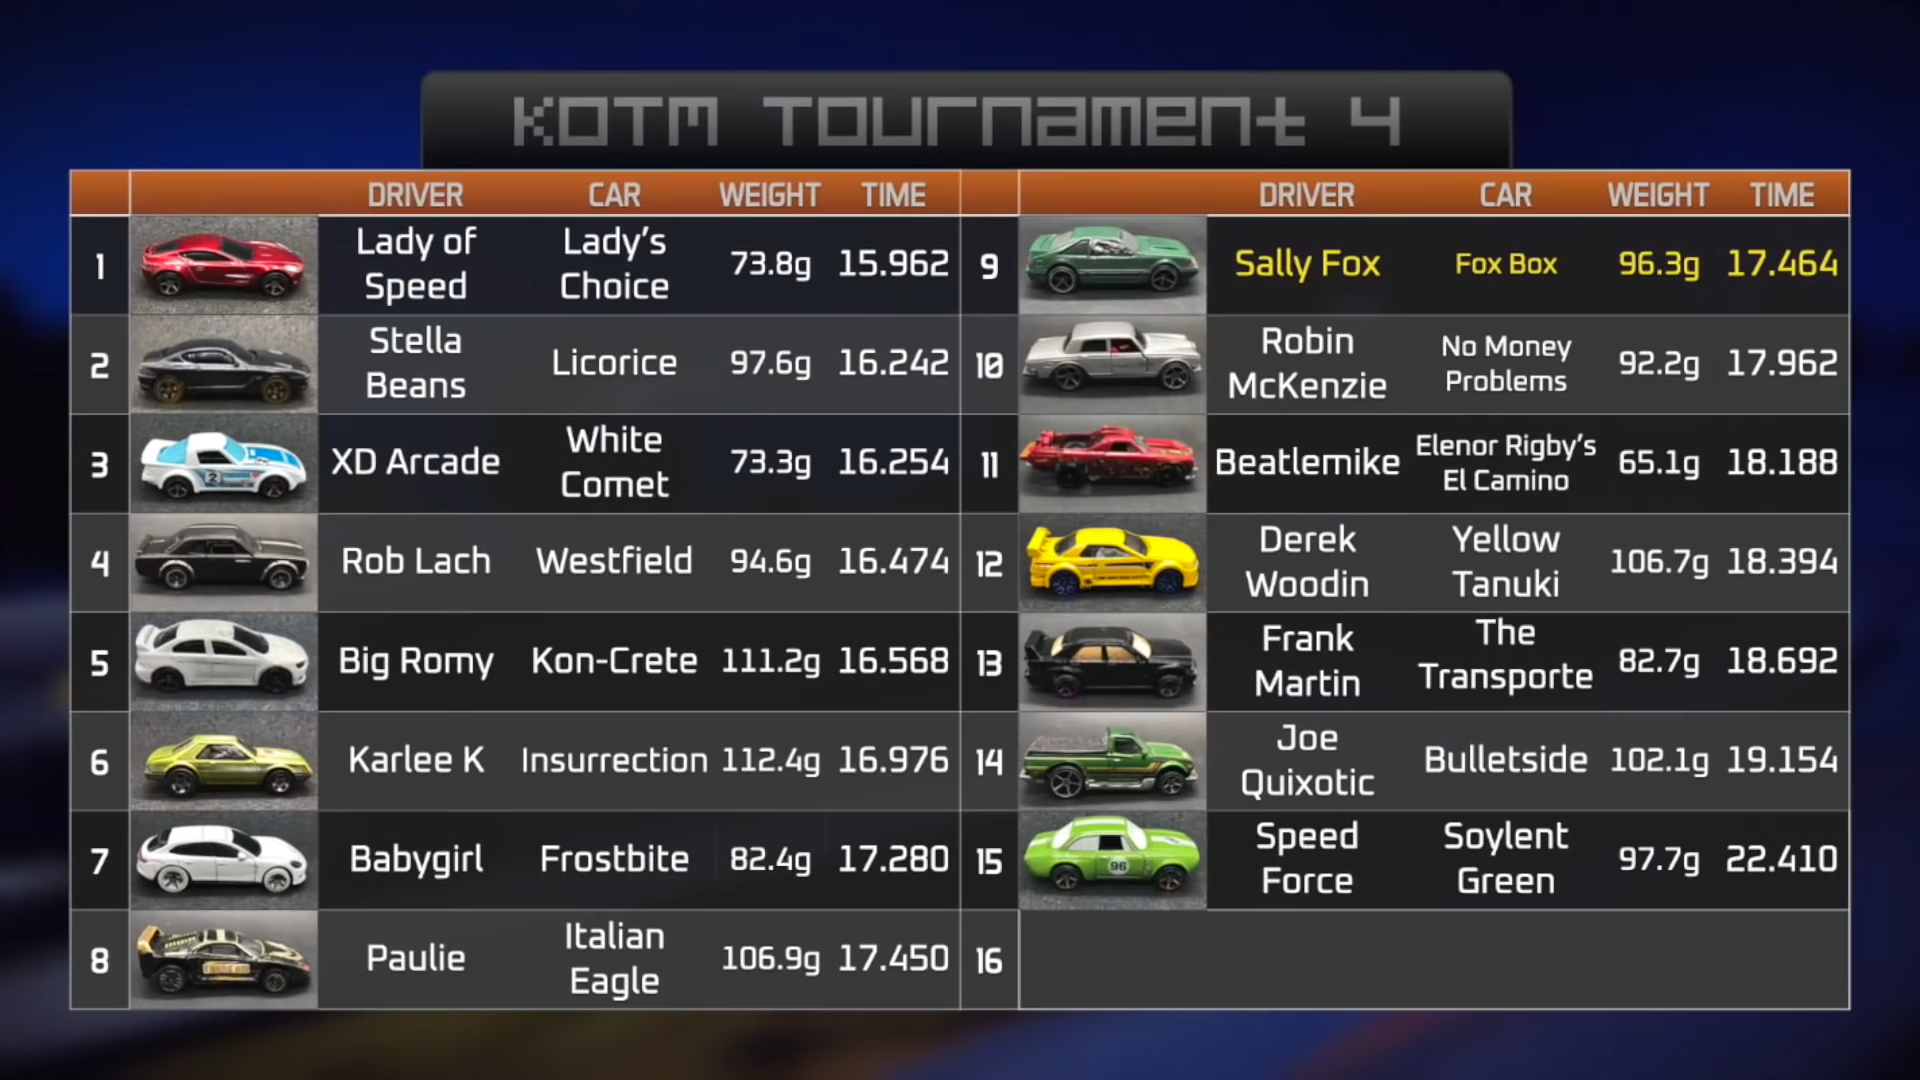 KOTM Tournament 4
DRIVER CAR WEIGHT TIME DRIVER CAR WEIGHT TIME
1 Lady of Speed Lady's Choice 73.8g 15.962
2 Stella Beans Licorice 97.6g 16.242
3 XD Arcade White Comet 73.3g 16.254
4 Rob Lach Westfield 94.6g 16.474
5 Big Romy Kon-Crete 111.2g 16.568
6 Karlee K Insurrection 112.4g 16.976
7 Babygirl Frostbite 82.4g 17.280
8 Paulie Italian Eagle 106.9g 17.450
9 Sally Fox Fox Box 96.3g 17.464
10 Robin McKenzie No Money Problems 92.2g 17.962
11 Beatlemike Elenor Rigby's El Camino 65.1g 18.188
12 Derek Woodin Yellow Tanuki 106.7g 18.394
13 Frank Martin The Transporte 82.7g 18.692
14 Joe Quixotic Bulletside 102.1g 19.154
15 Speed Force Soylent Green 97.7g 22.410
16
2
96